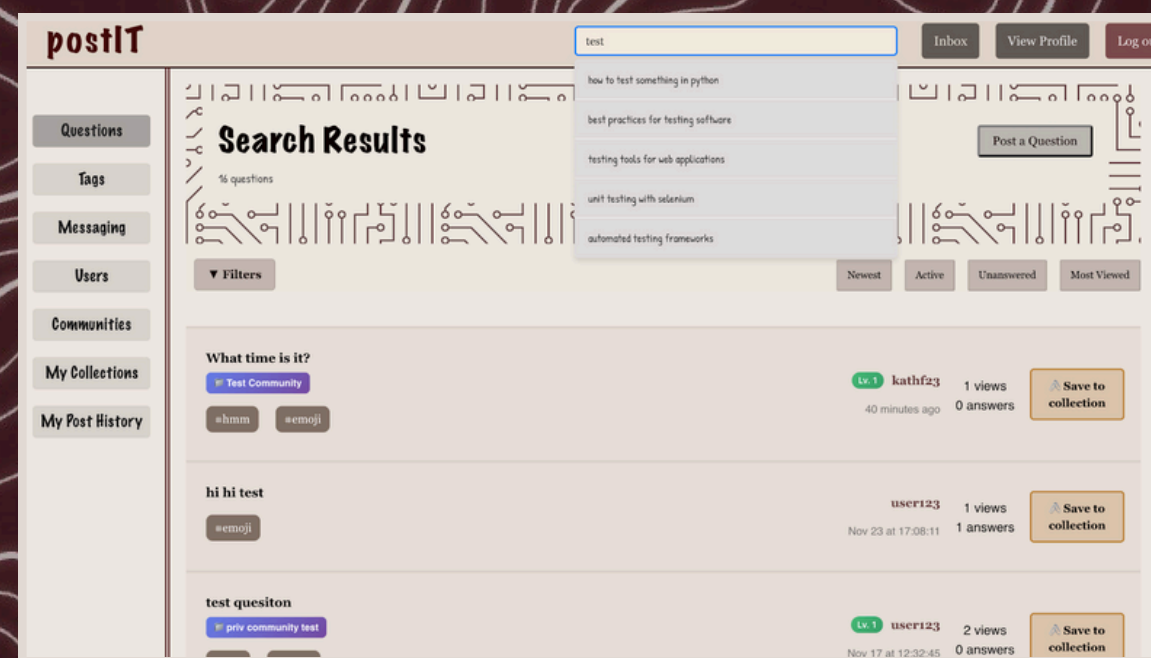 postIT
test
Inbox
View Profile
Log
how to test something in python
best practices for testing software
testing tools for web applications
unit testing with selenium
automated testing frameworks
Questions
Tags
Messaging
Users
Communities
My Collections
My Post History
Search Results
16 questions
Post a Question
▼ Filters
Newest
Active
Unanswered
Most Viewed
What time is it?
Test Community
#hmm
#emoji
Lv. 1 kathf23
40 minutes ago
1 views
0 answers
Save to
collection
hi hi test
#emoji
user123
Nov 23 at 17:08:11
1 views
1 answers
Save to
collection
test quesiton
priv community test
Lv. 1 user123
Nov 17 at 12:32:45
2 views
0 answers
Save to
collection